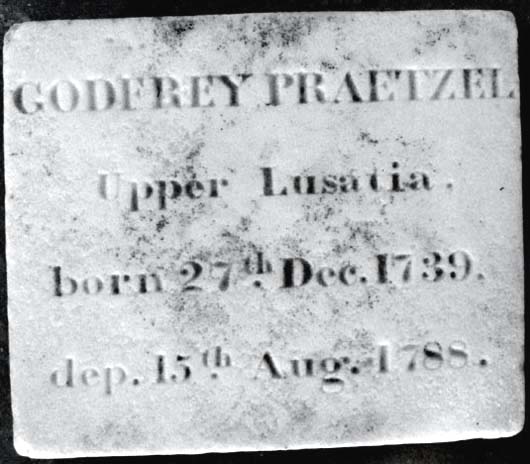 GODFREY PRAETZEL
Upper Lusatia.
born 27th Dec. 1739.
dep. 15th Aug. 1788.